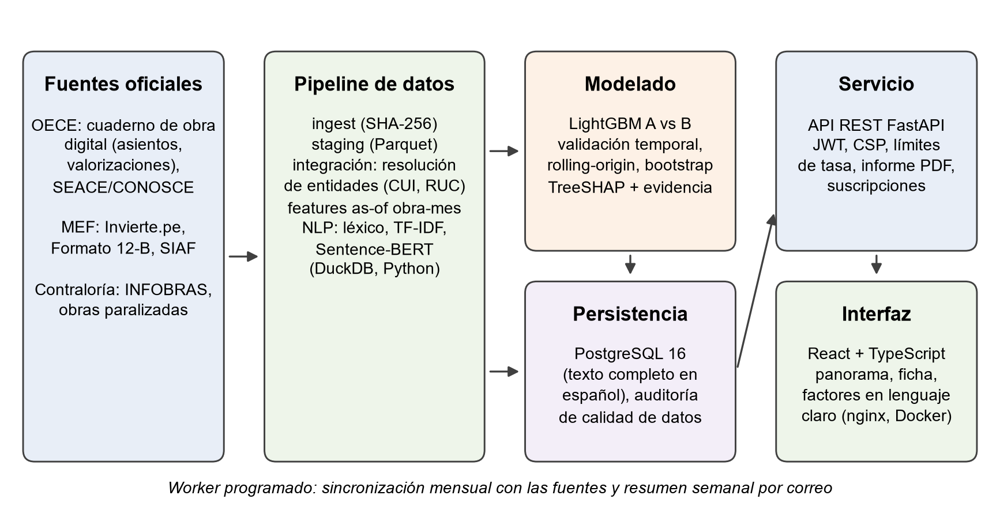 Fuentes oficiales
OECE: cuaderno de obra
digital (asientos,
valorizaciones),
SEACE/CONOSCE
MEF: Invierte.pe,
Formato 12-B, SIAF
Contraloría: INFOBRAS,
obras paralizadas
Pipeline de datos
ingest (SHA-256)
staging (Parquet)
integración: resolución
de entidades (CUI, RUC)
features as-of obra-mes
NLP: léxico, TF-IDF,
Sentence-BERT
(DuckDB, Python)
Modelado
LightGBM A vs B
validación temporal,
rolling-origin, bootstrap
TreeSHAP + evidencia
Persistencia
PostgreSQL 16
(texto completo en
español), auditoría
de calidad de datos
Servicio
API REST FastAPI
JWT, CSP, límites
de tasa, informe PDF,
suscripciones
Interfaz
React + TypeScript
panorama, ficha,
factores en lenguaje
claro (nginx, Docker)
Worker programado: sincronización mensual con las fuentes y resumen semanal por correo